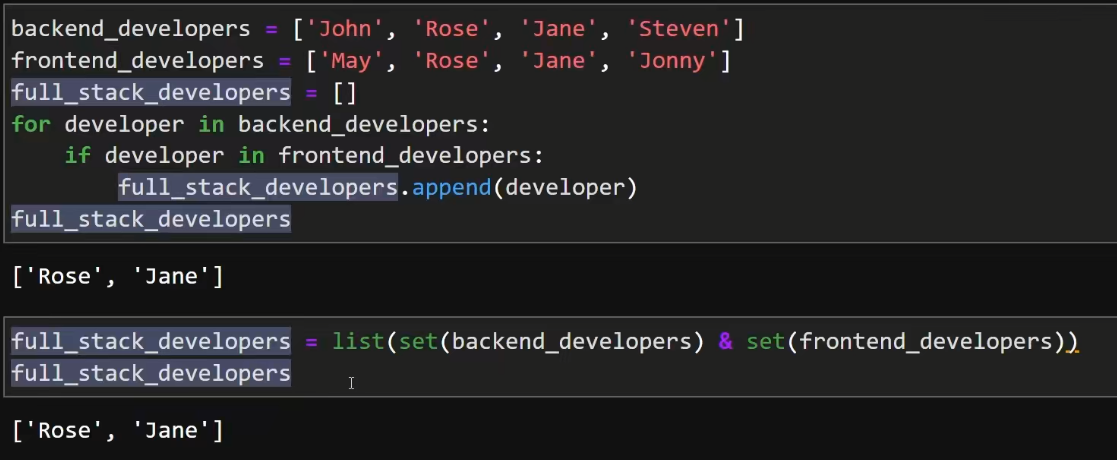 backend_developers = ['John', 'Rose', 'Jane', 'Steven']
frontend_developers = ['May', 'Rose', 'Jane', 'Jonny']
full_stack_developers = []
for developer in backend_developers:
    if developer in frontend_developers:
        full_stack_developers.append(developer)
full_stack_developers
['Rose', 'Jane']
full_stack_developers = list(set(backend_developers) & set(frontend_developers))
full_stack_developers
['Rose', 'Jane']